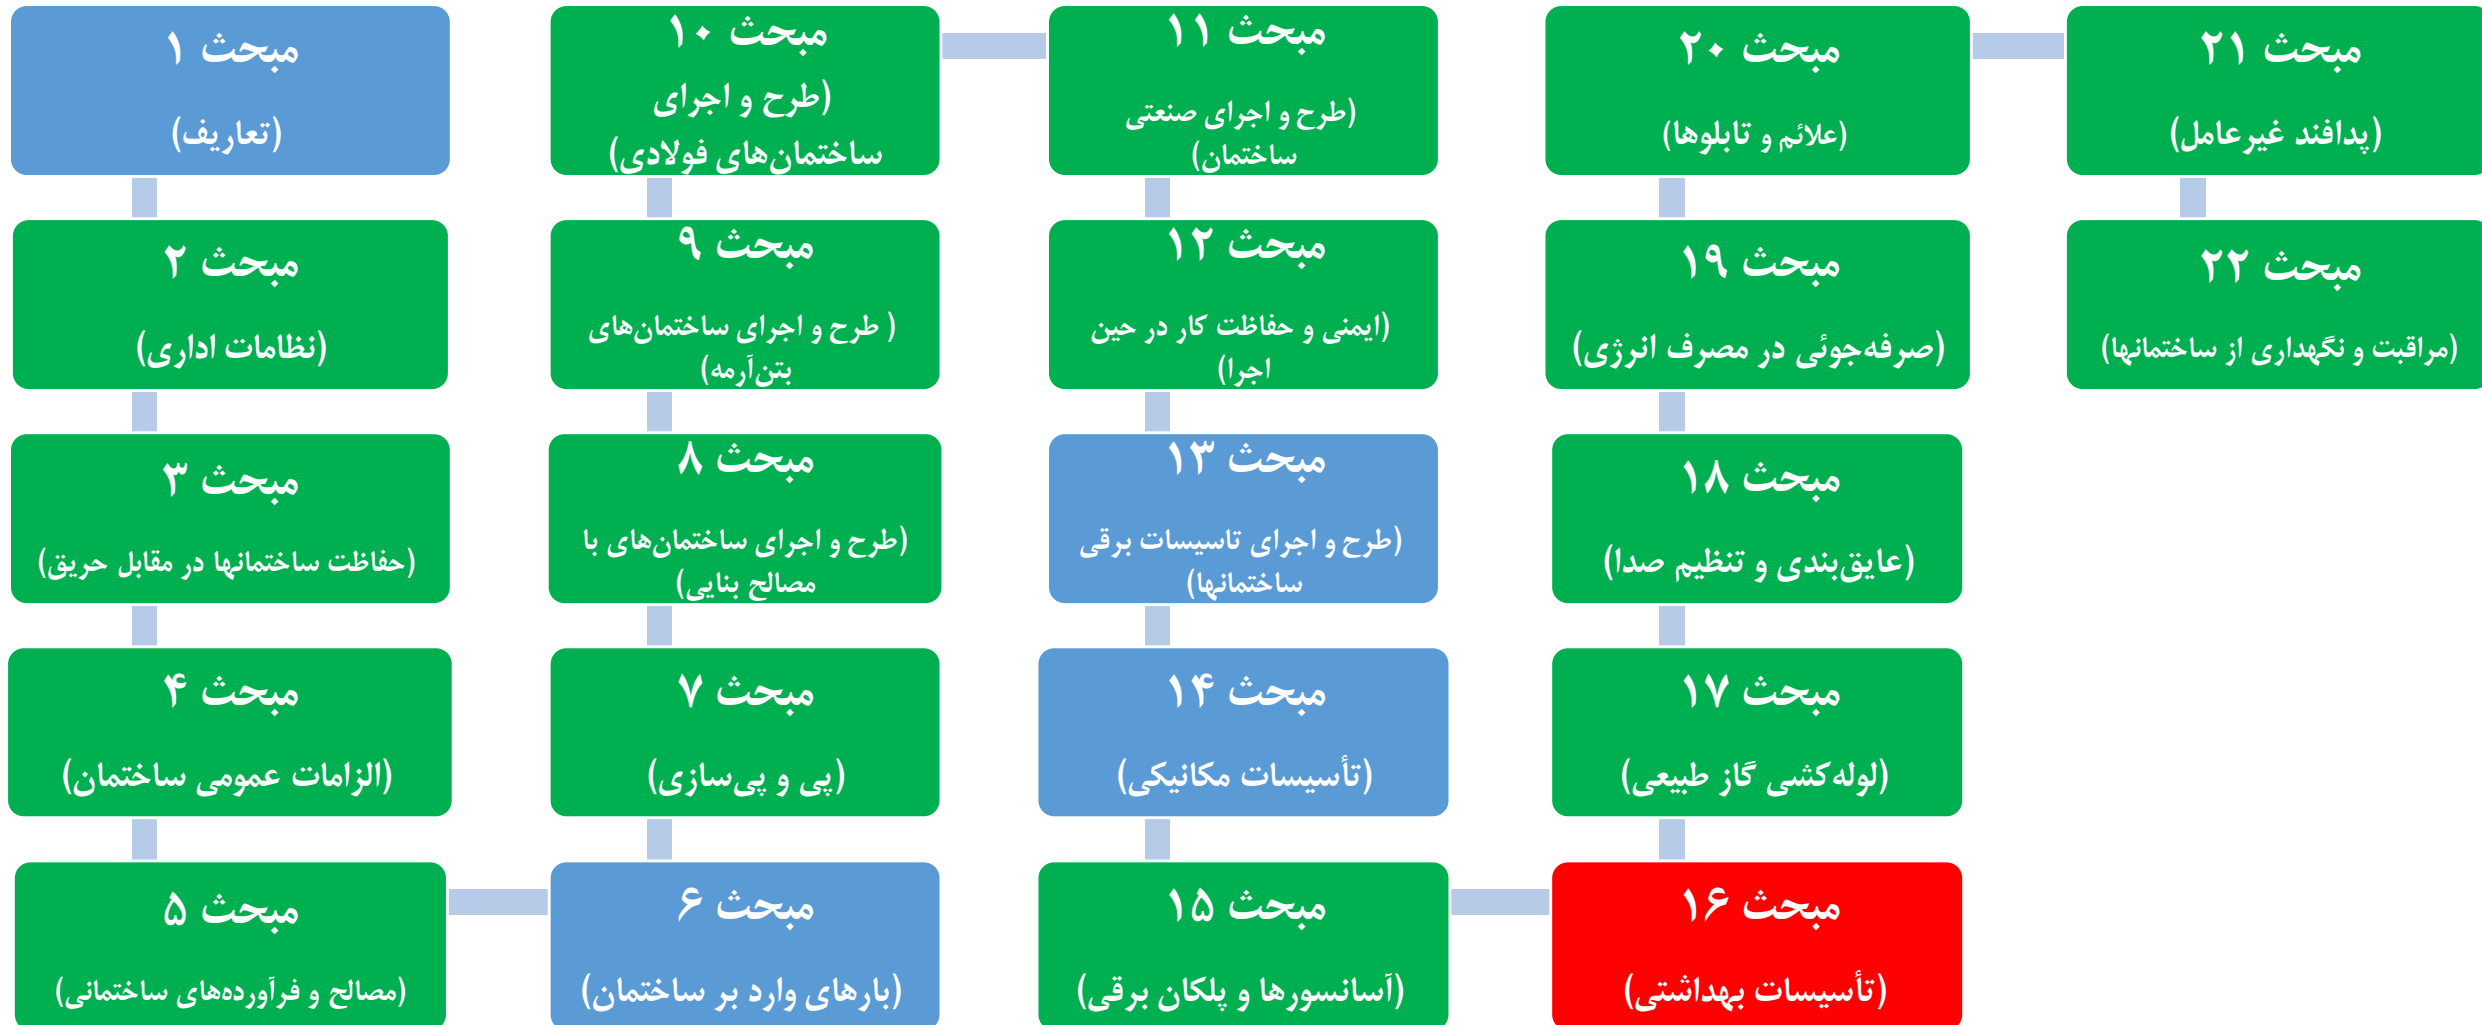 مبحث ۱
(تعاریف)
مبحث ۲
(نظامات اداری)
مبحث ۳
(حفاظت ساختمانها در مقابل حریق)
مبحث ۴
(الزامات عمومی ساختمان)
مبحث ۵
(مصالح و فرآورده‌های ساختمانی)
مبحث ۶
(بارهای وارد بر ساختمان)
مبحث ۷
(پی و پی‌سازی)
مبحث ۸
(طرح و اجرای ساختمان‌های با
مصالح بنایی)
مبحث ۹
( طرح و اجرای ساختمان‌های
بتن‌آرمه)
مبحث ۱۰
(طرح و اجرای
ساختمان‌های فولادی)
مبحث ۱۱
(طرح و اجرای صنعتی
ساختمان)
مبحث ۱۲
(ایمنی و حفاظت کار در حین
اجرا)
مبحث ۱۳
(طرح و اجرای تاسیسات برقی
ساختمانها)
مبحث ۱۴
(تأسیسات مکانیکی)
مبحث ۱۵
(آسانسورها و پلکان برقی)
مبحث ۱۶
(تأسیسات بهداشتی)
مبحث ۱۷
(لوله‌کشی گاز طبیعی)
مبحث ۱۸
(عایق‌بندی و تنظیم صدا)
مبحث ۱۹
(صرفه‌جوئی در مصرف انرژی)
مبحث ۲۰
(علائم و تابلوها)
مبحث ۲۱
(پدافند غیرعامل)
مبحث ۲۲
(مراقبت و نگهداری از ساختمانها)